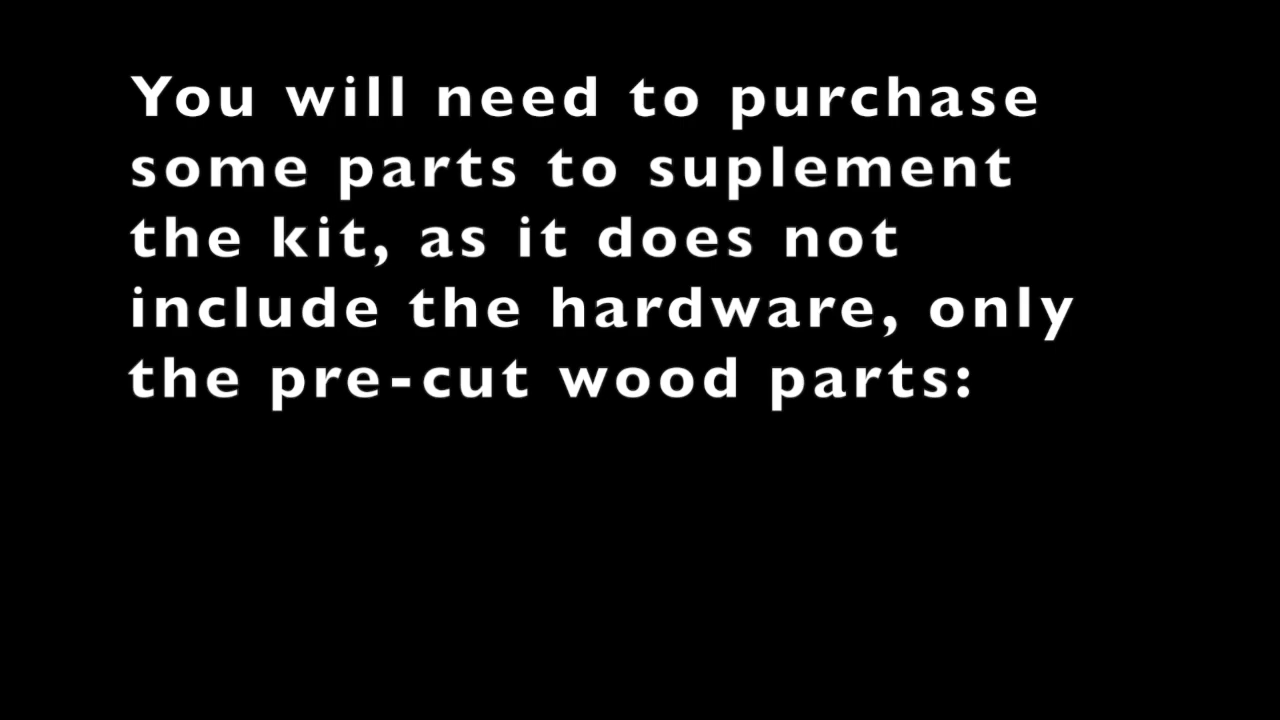 You will need to purchase
some parts to suplement
the kit, as it does not
include the hardware, only
the pre-cut wood parts: